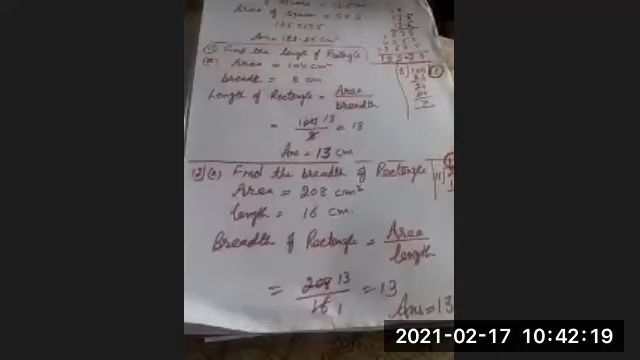 Area of Square = S × S
Ans = 182.25 cm²
11) Find the length of Rectangle
(a) Area = 104 cm²
breadth = 8 cm
Length of Rectangle = Area / breadth
= 104 13 / 8 = 13
Ans = 13 cm
12) (a) Find the breadth of Rectangle
Area = 208 cm²
length = 16 cm.
Breadth of Rectangle = Area / length
= 208 13 / 16 1 = 13
Ans = 13
2021-02-17 10:42:19